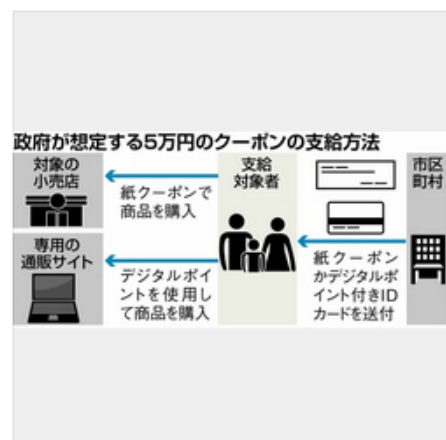 政府が想定する5万円のクーポンの支給方法
対象の
小売店
紙クーポンで
商品を購入
専用の
通販サイト
デジタルポイ
ントを使用し
て商品を購入
支給
対象者
紙クーポン
かデジタルポ
イント付きID
カードを送付
市区
町村